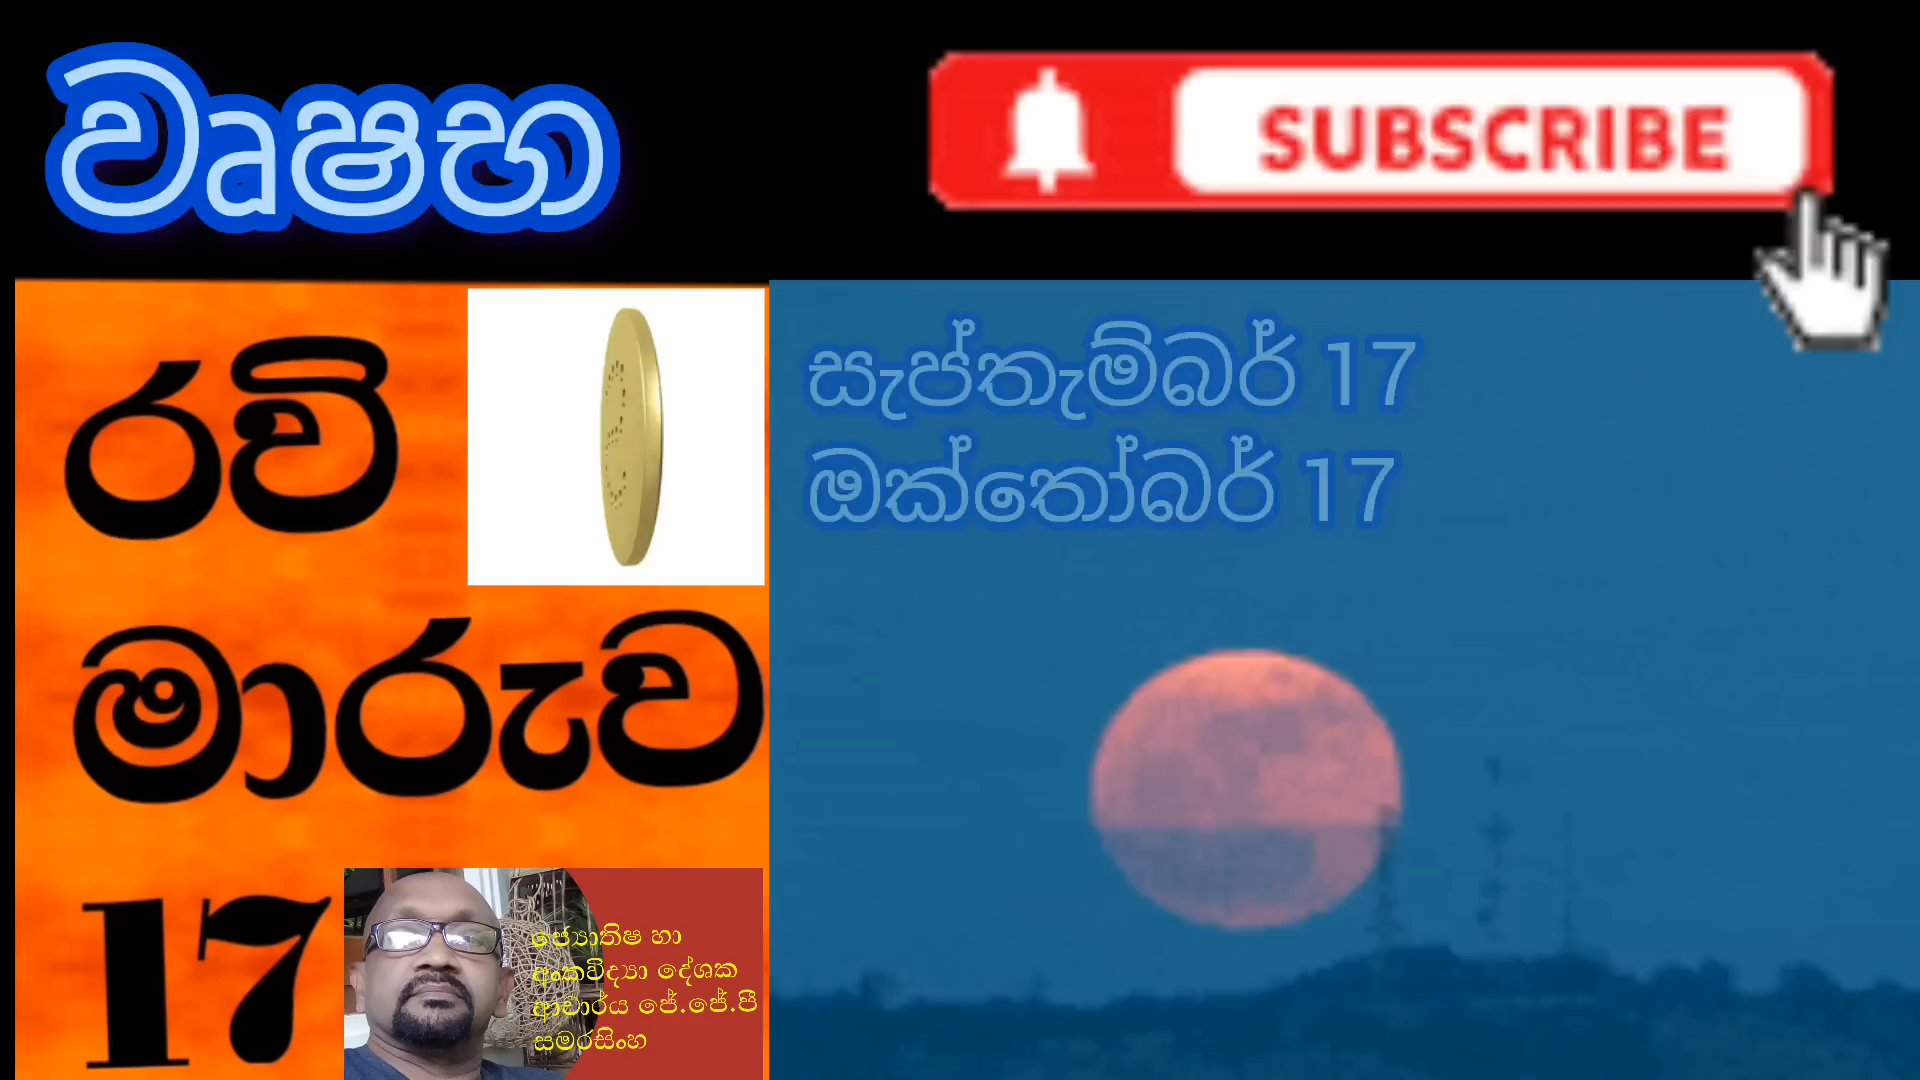 වෘෂභ
SUBSCRIBE
රවි
මාරුව
17
සැප්තැම්බර් 17
ඔක්තෝබර් 17
ජ්‍යොතිෂ හා
අංකවිද්‍යා දේශක
ආචාර්ය ජේ.ජේ.පී
සමරසිංහ